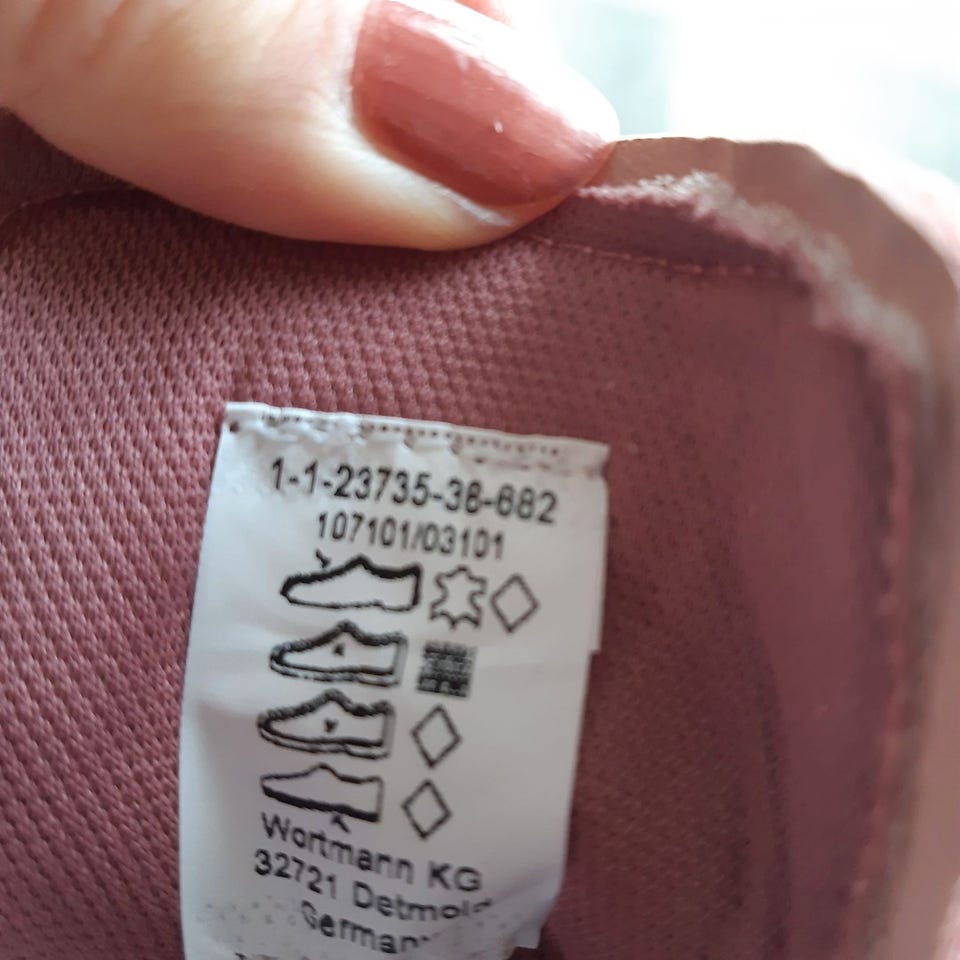 1-1-23735-38-682
107101/03101
Wortmann KG
32721 Detmold
Germany